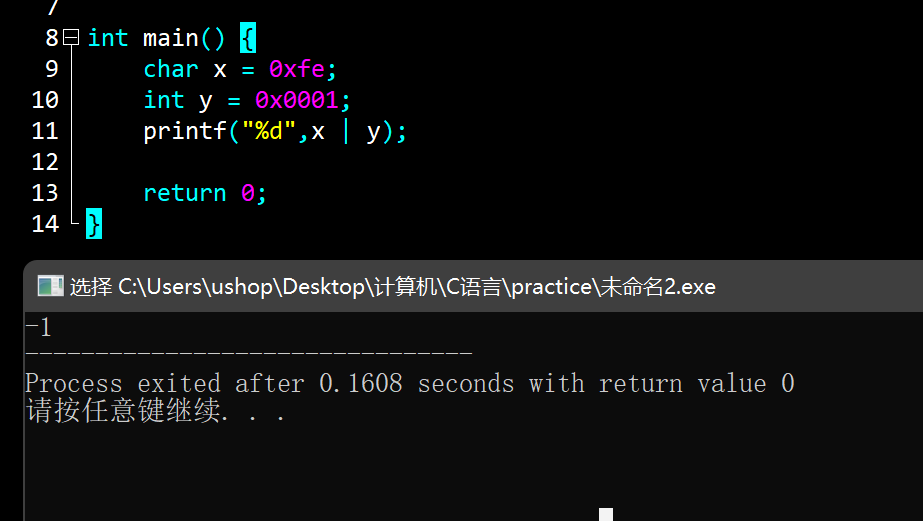 7
8 int main() {
9 char x = 0xfe;
10 int y = 0x0001;
11 printf("%d",x | y);
12
13 return 0;
14 }
选择 C:\Users\ushop\Desktop\计算机\C语言\practice\未命名2.exe
-1
--------------------------------
Process exited after 0.1608 seconds with return value 0
请按任意键继续. . .